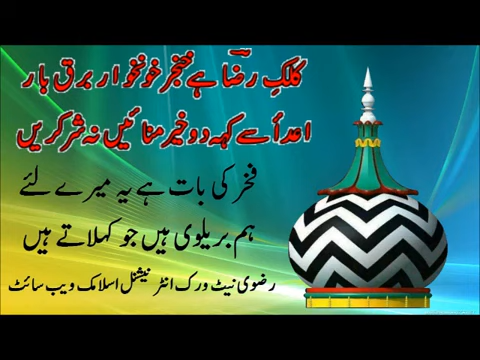 کلکِ رضا ہے خنجر خونخوار برق بار
اعدأ سے کہہ دو خیر منائیں نہ شر کریں
فخر کی بات ہے یہ میرے لئے
ہم بریلوی ہیں جو کہلاتے ہیں
رضوی نیٹ ورک انٹرنیشنل اسلامک ویب سائٹ